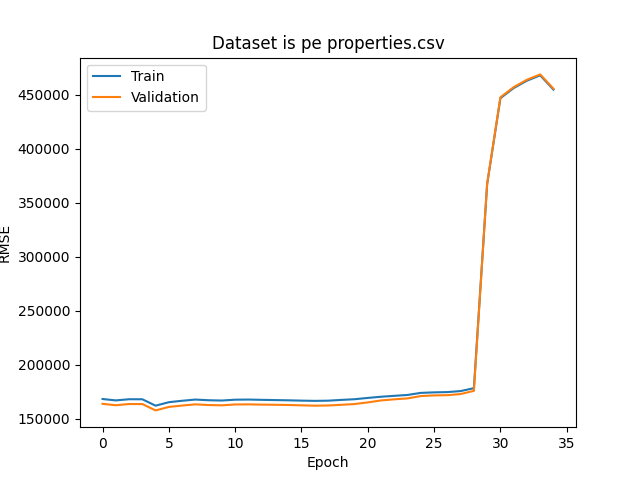 Dataset is pe properties.csv
Train
Validation
450000
400000
350000
300000
250000
200000
150000
RMSE
0 5 10 15 20 25 30 35
Epoch